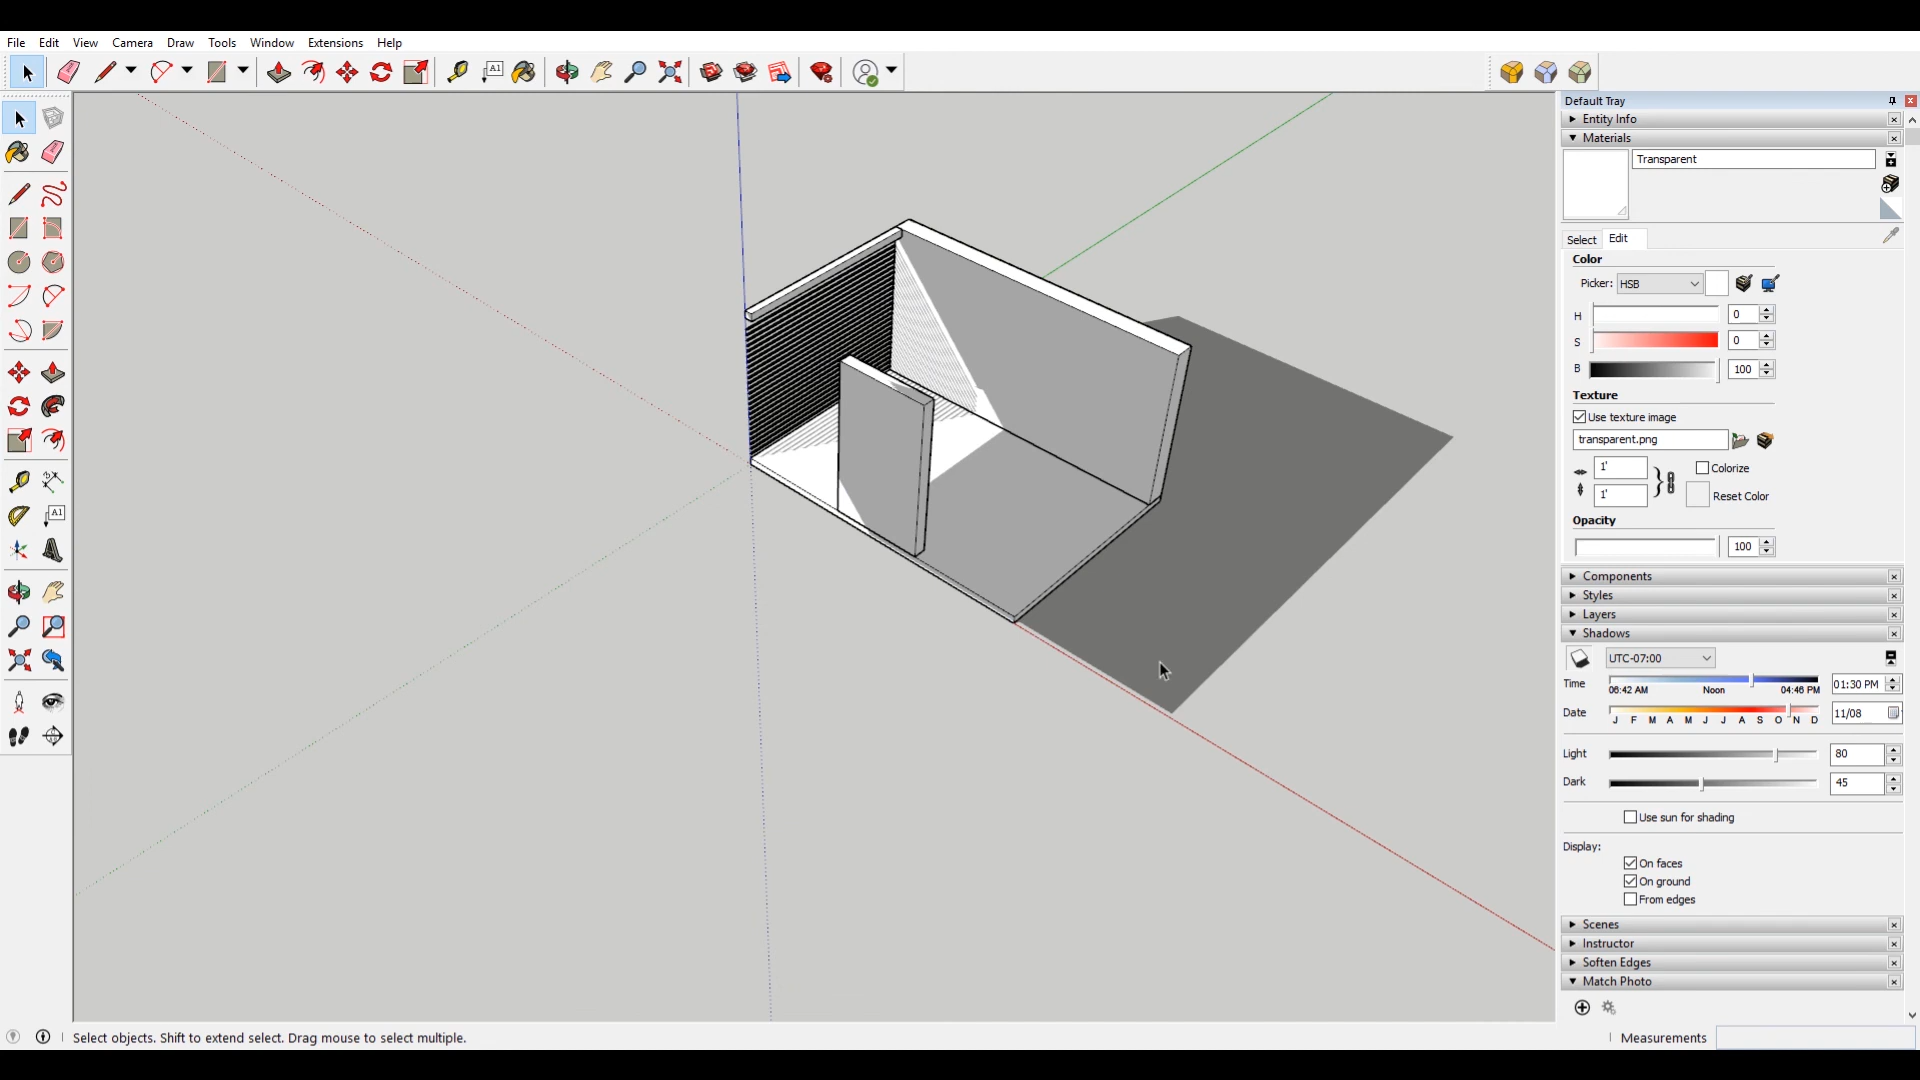 File Edit View Camera Draw Tools Window Extensions Help
A1
Default Tray
Entity Info
Materials
Transparent
Select Edit
Color
Picker: HSB
H 0
S 0
B 100
Texture
Use texture image
transparent.png
1' Colorize
1' Reset Color
Opacity
100
Components
Styles
Layers
Shadows
UTC-07:00
Time 06:42 AM Noon 04:46 PM 01:30 PM
Date J F M A M J J A S O N D 11/08
Light 80
Dark 45
Use sun for shading
Display:
On faces
On ground
From edges
Scenes
Instructor
Soften Edges
Match Photo
A1
Select objects. Shift to extend select. Drag mouse to select multiple. Measurements